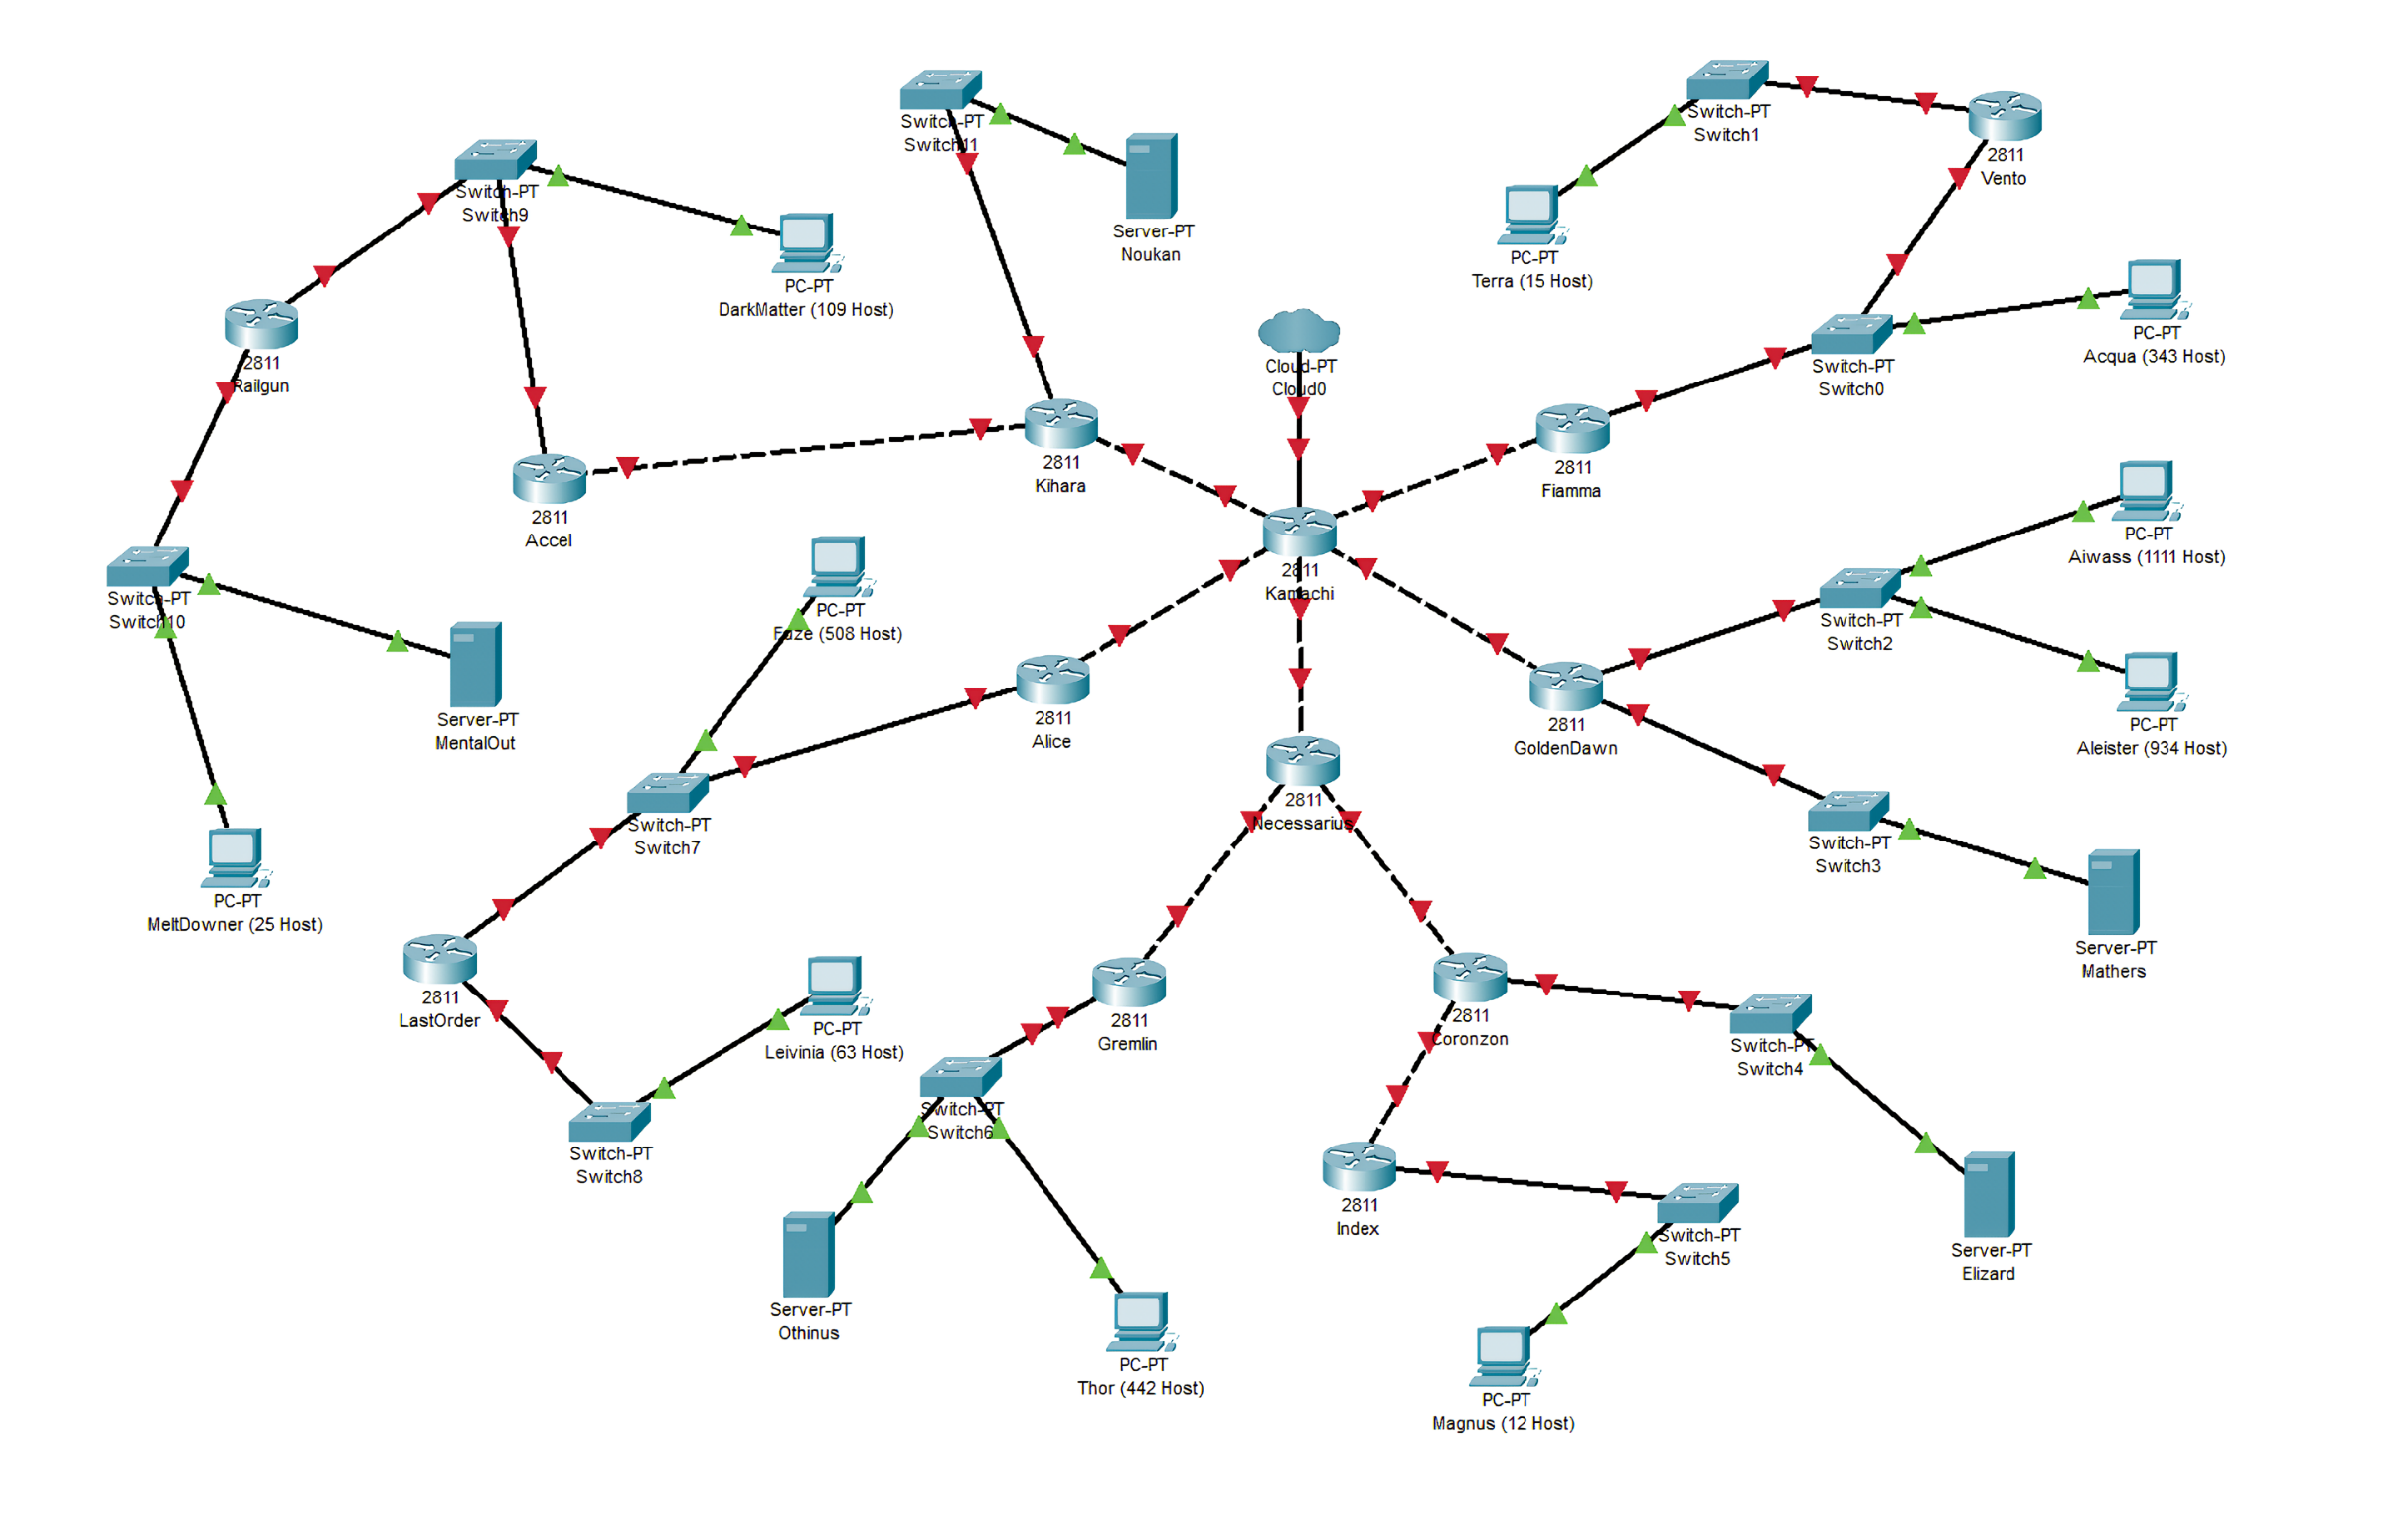 Switch-PT
Switch11
Switch-PT
Switch1
2811
Vento
Switch-PT
Switch9
Server-PT
Noukan
PC-PT
Terra (15 Host)
PC-PT
DarkMatter (109 Host)
2811
Railgun
Cloud-PT
Cloud0
Switch-PT
Switch0
PC-PT
Acqua (343 Host)
2811
Kihara
2811
Fiamma
2811
Accel
PC-PT
Aiwass (1111 Host)
2811
Kamachi
Switch-PT
Switch10
PC-PT
Fuze (508 Host)
Switch-PT
Switch2
Server-PT
MentalOut
2811
Alice
2811
GoldenDawn
PC-PT
Aleister (934 Host)
2811
Necessarius
Switch-PT
Switch7
Switch-PT
Switch3
PC-PT
MeltDowner (25 Host)
Server-PT
Mathers
2811
LastOrder
PC-PT
Leivinia (63 Host)
2811
Gremlin
2811
Coronzon
Switch-PT
Switch4
Switch-PT
Switch8
Switch-PT
Switch6
2811
Index
Switch-PT
Switch5
Server-PT
Elizard
Server-PT
Othinus
PC-PT
Thor (442 Host)
PC-PT
Magnus (12 Host)